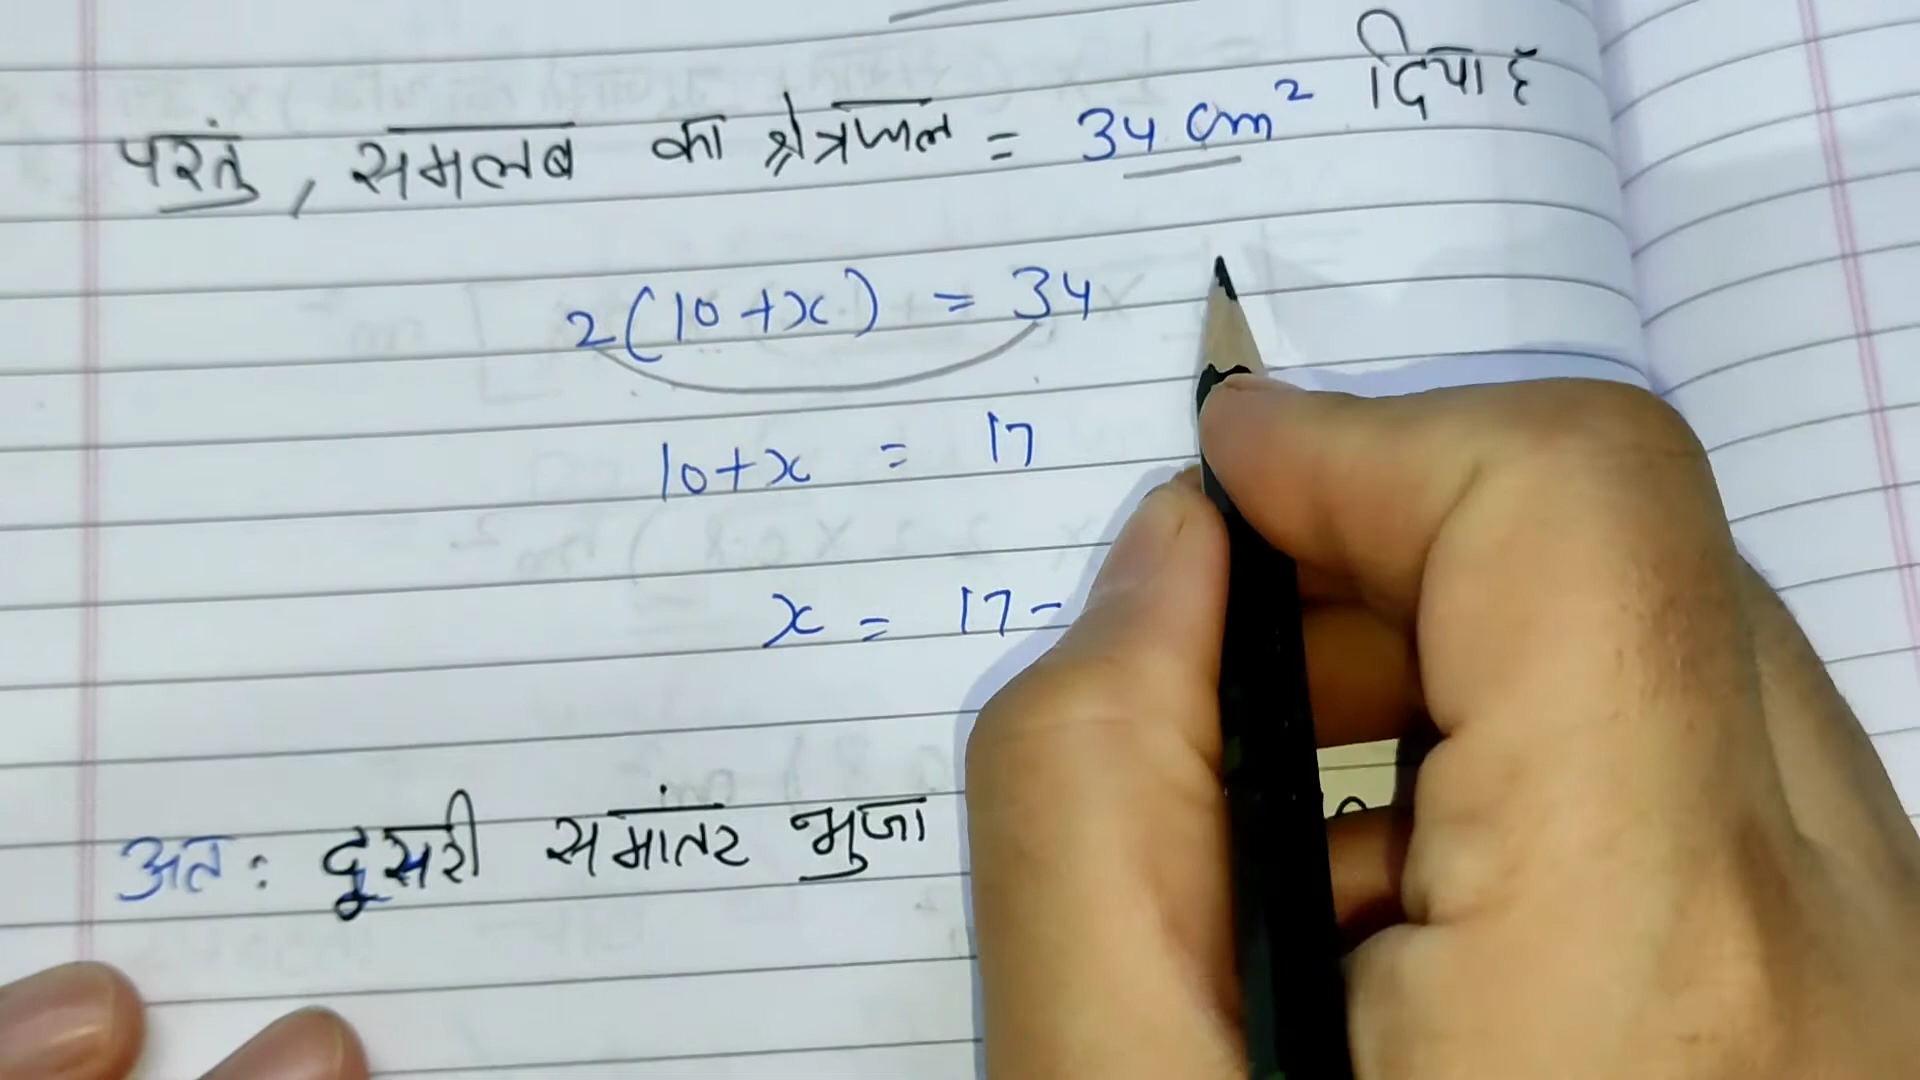 परंतु, समलंब का क्षेत्रफल = 34 cm² दिया है
2(10+x) = 34
10+x = 17
x = 17-
अतः दूसरी समांतर भुजा